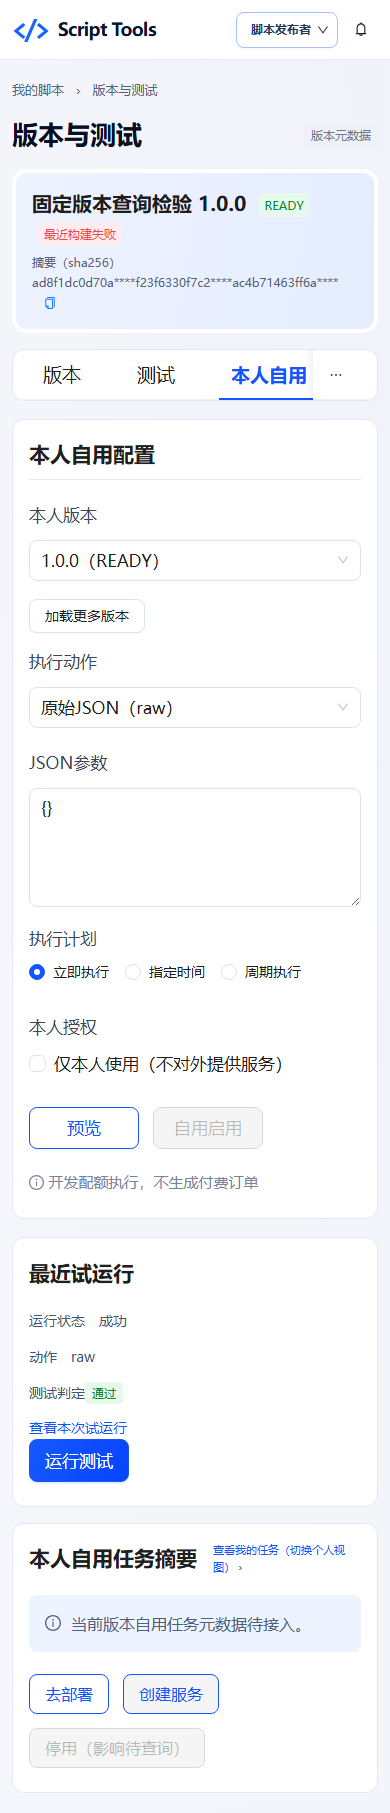 Script Tools
脚本发布者
我的脚本 › 版本与测试
版本与测试
版本元数据
固定版本查询检验 1.0.0 READY
最近构建失败
摘要（sha256）
ad8f1dc0d70a****f23f6330f7c2****ac4b71463ff6a****
版本 测试 本人自用 ···
本人自用配置
本人版本
1.0.0（READY）
加载更多版本
执行动作
原始JSON（raw）
JSON参数
{}
执行计划
立即执行 指定时间 周期执行
本人授权
仅本人使用（不对外提供服务）
预览 自用启用
开发配额执行，不生成付费订单
最近试运行
运行状态 成功
动作 raw
测试判定 通过
查看本次试运行
运行测试
本人自用任务摘要
查看我的任务（切换个人视
图） ›
当前版本自用任务元数据待接入。
去部署 创建服务
停用（影响待查询）